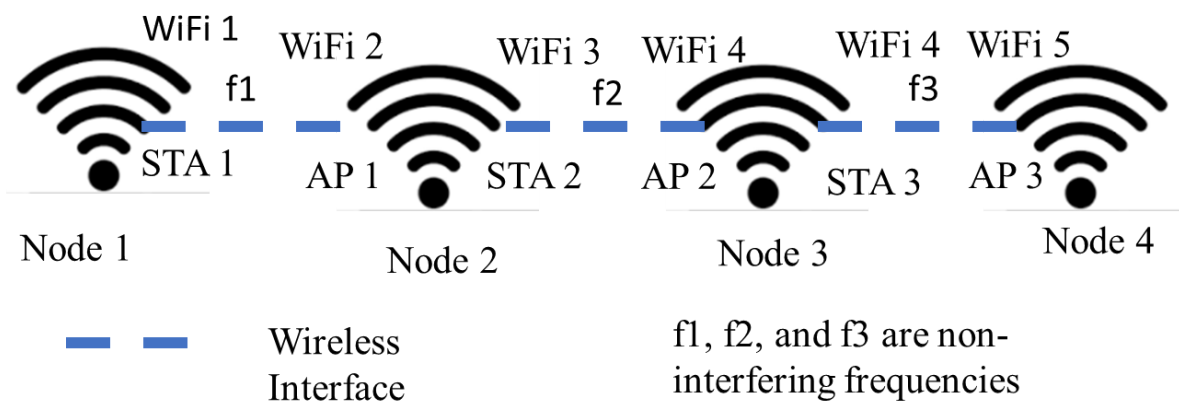 WiFi 1
WiFi 2
WiFi 3
WiFi 4
WiFi 4
WiFi 5
f1
f2
f3
STA 1
AP 1
STA 2
AP 2
STA 3
AP 3
Node 1
Node 2
Node 3
Node 4
Wireless
Interface
f1, f2, and f3 are non-
interfering frequencies